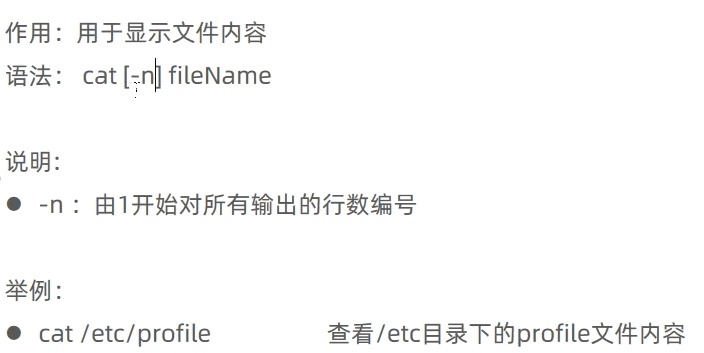 作用：用于显示文件内容
语法： cat [-n] fileName
说明：
● -n：由1开始对所有输出的行数编号
举例：
● cat /etc/profile 查看/etc目录下的profile文件内容